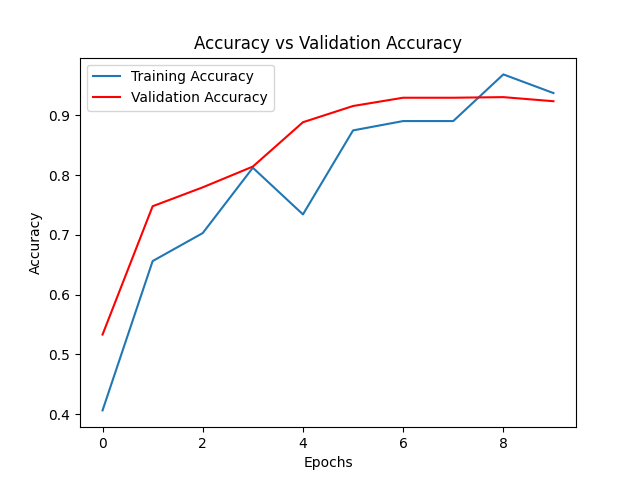 Accuracy vs Validation Accuracy
Training Accuracy
Validation Accuracy
0.9
0.8
0.7
0.6
0.5
0.4
Accuracy
0 2 4 6 8
Epochs